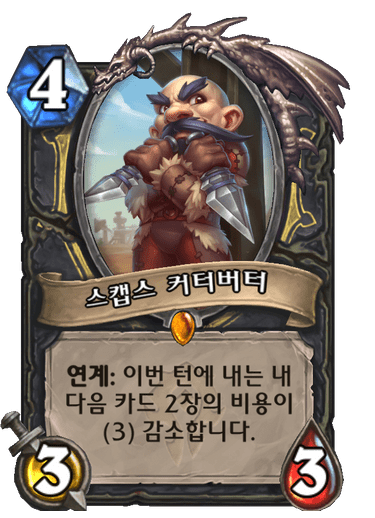 4
스캡스 커터버터
연계: 이번 턴에 내는 내
다음 카드 2장의 비용이
(3) 감소합니다.
3
3